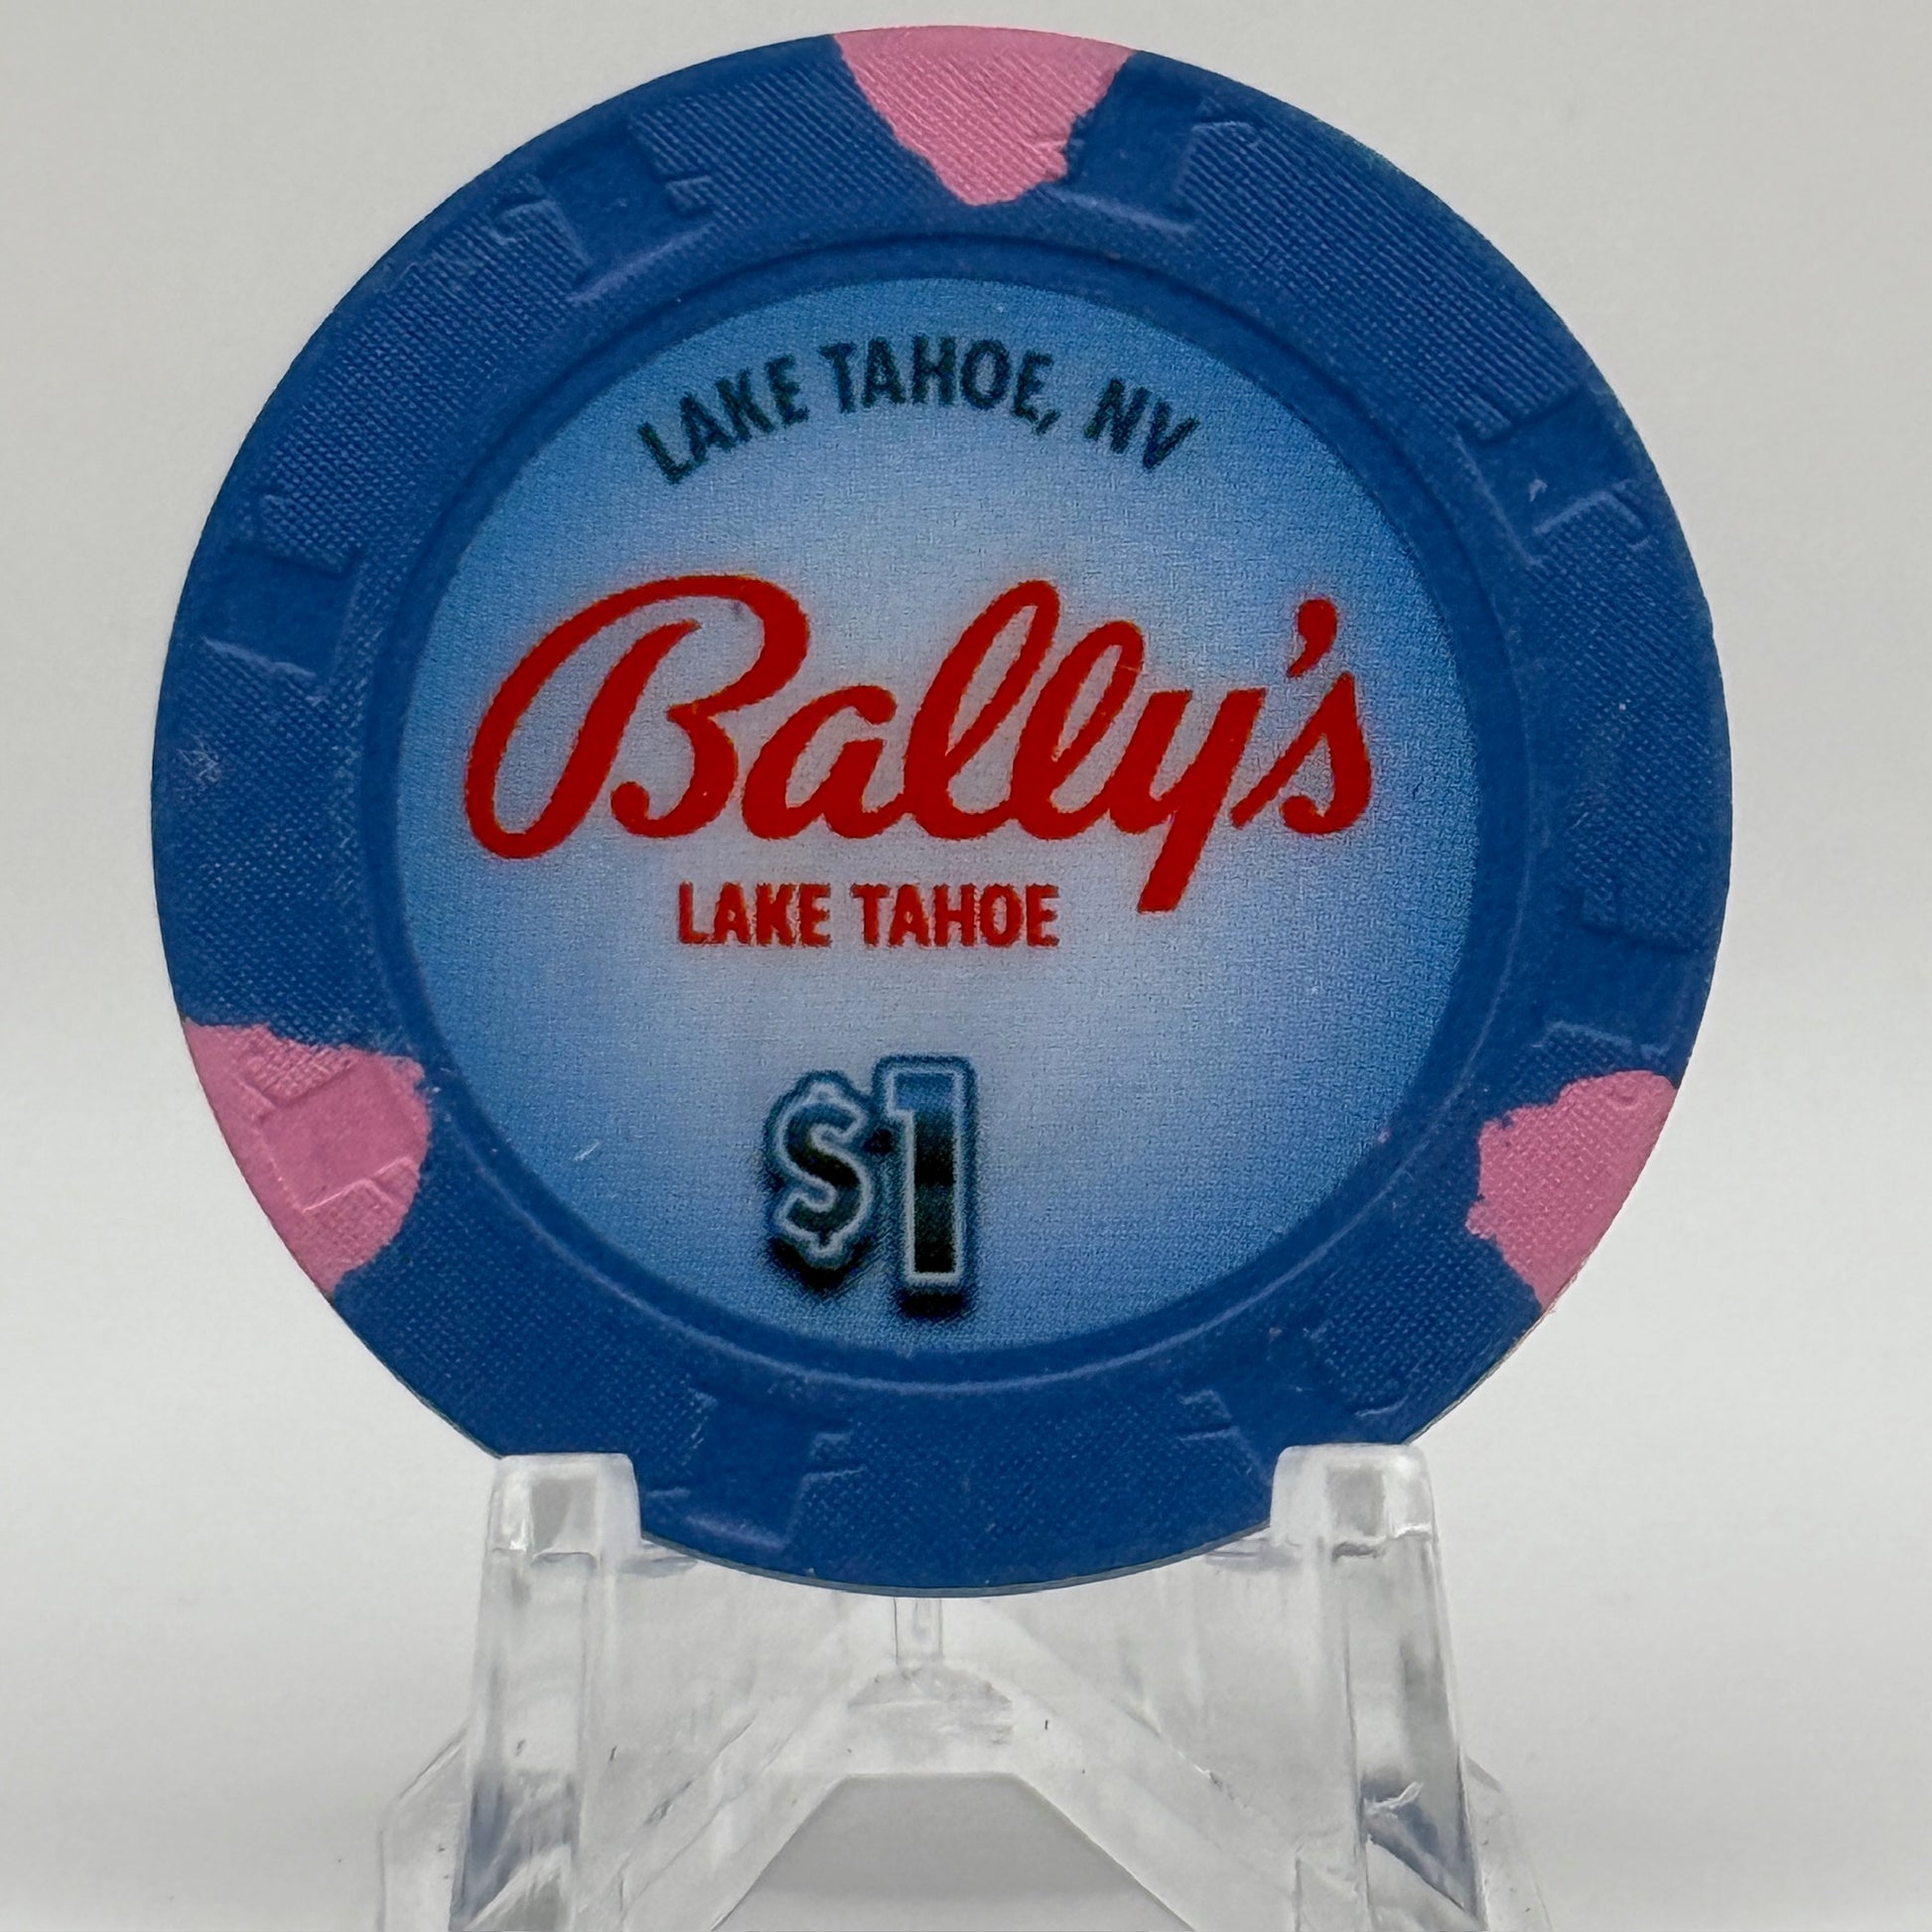 LAKE TAHOE, NV
Bally's
LAKE TAHOE
$1